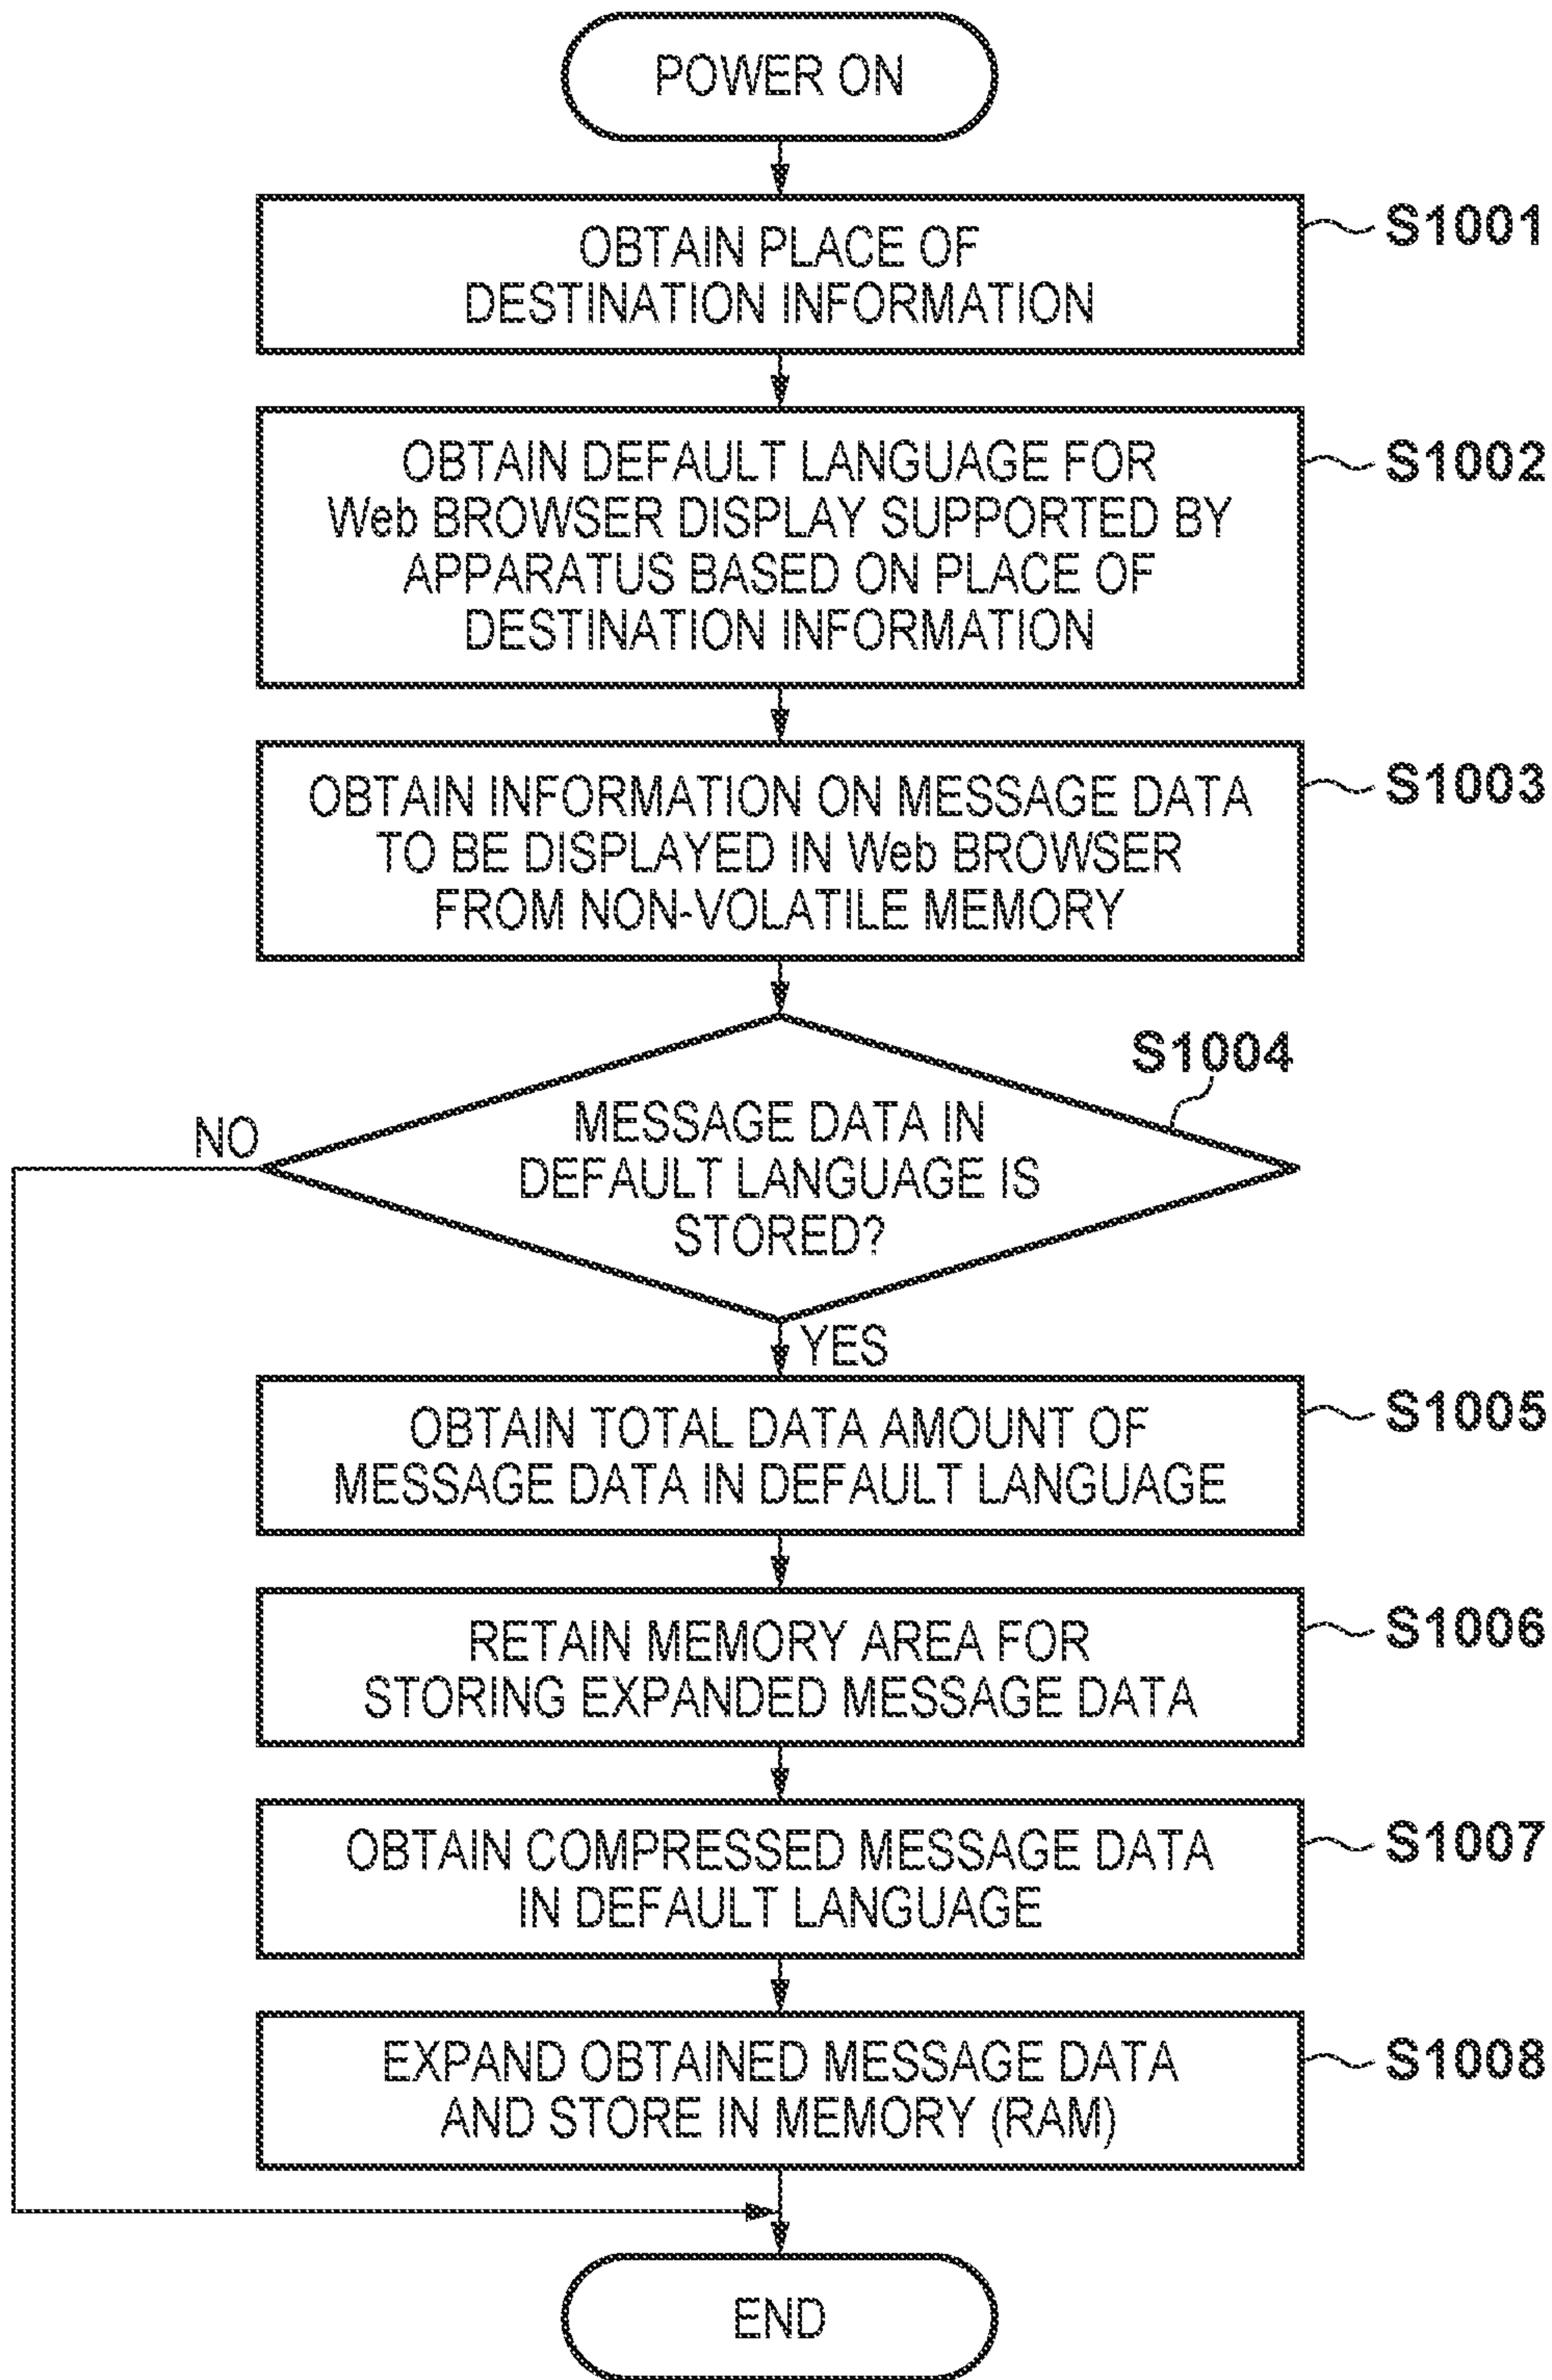 POWER ON
OBTAIN PLACE OF
DESTINATION INFORMATION
S1001
OBTAIN DEFAULT LANGUAGE FOR
Web BROWSER DISPLAY SUPPORTED BY
APPARATUS BASED ON PLACE OF
DESTINATION INFORMATION
S1002
OBTAIN INFORMATION ON MESSAGE DATA
TO BE DISPLAYED IN Web BROWSER
FROM NON-VOLATILE MEMORY
S1003
S1004
NO
MESSAGE DATA IN
DEFAULT LANGUAGE IS
STORED?
YES
OBTAIN TOTAL DATA AMOUNT OF
MESSAGE DATA IN DEFAULT LANGUAGE
S1005
RETAIN MEMORY AREA FOR
STORING EXPANDED MESSAGE DATA
S1006
OBTAIN COMPRESSED MESSAGE DATA
IN DEFAULT LANGUAGE
S1007
EXPAND OBTAINED MESSAGE DATA
AND STORE IN MEMORY (RAM)
S1008
END